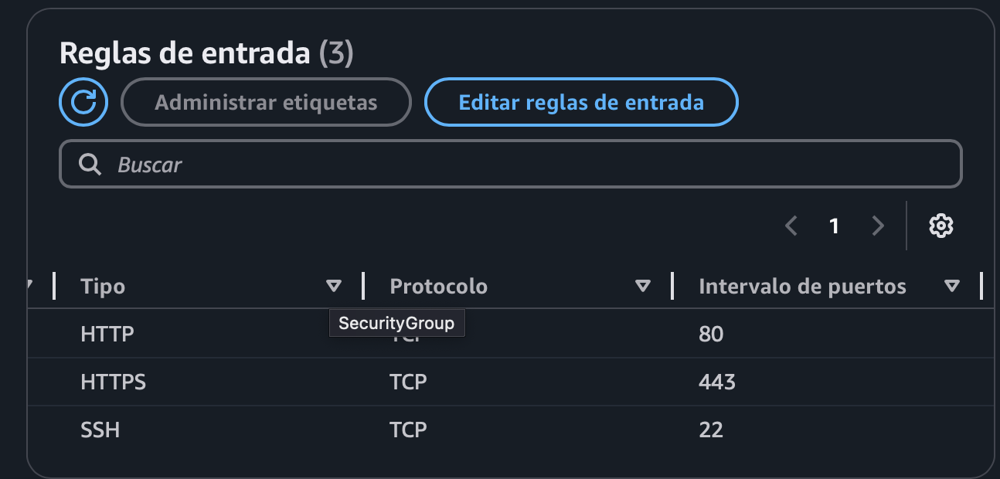 Reglas de entrada (3)
Administrar etiquetas Editar reglas de entrada
Buscar
1
Tipo Protocolo Intervalo de puertos
SecurityGroup
HTTP 80
HTTPS TCP 443
SSH TCP 22